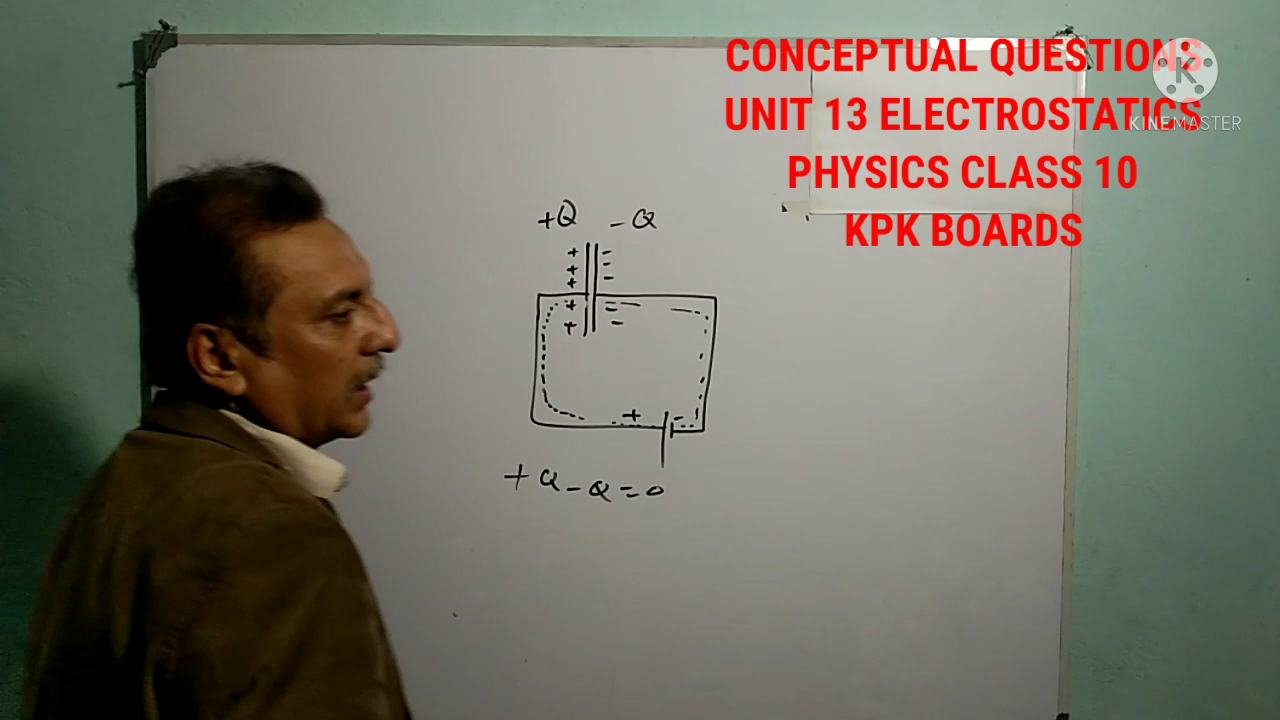 CONCEPTUAL QUESTIONS
UNIT 13 ELECTROSTATICS
PHYSICS CLASS 10
KPK BOARDS
K
KINEMASTER
+Q -Q
+ -
+ -
+ -
+ -
+ -
+ -
+Q-Q=0